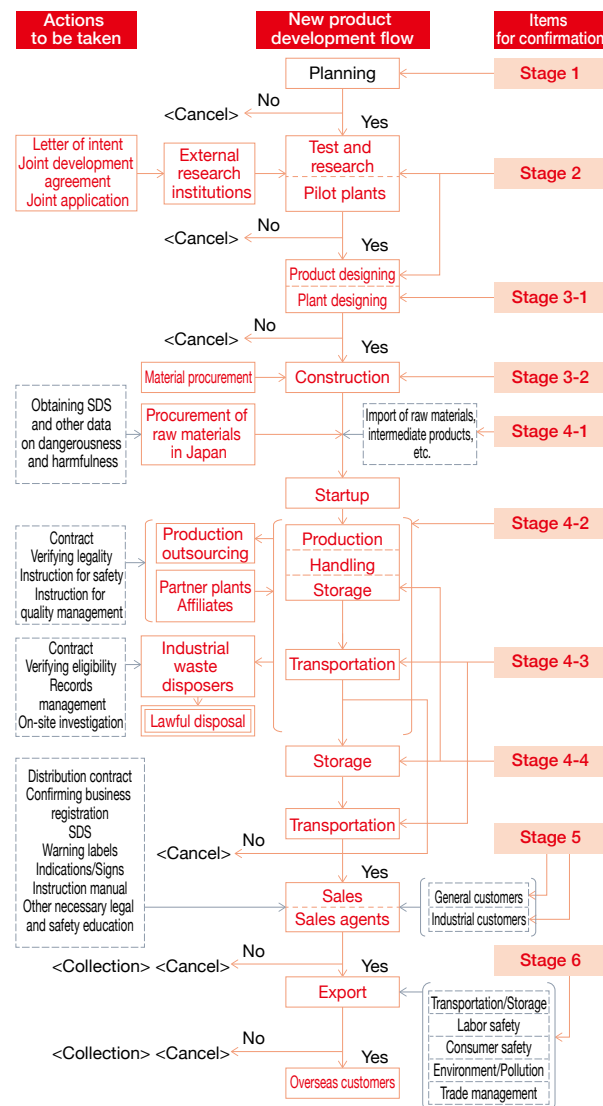 Actions
to be taken
New product
development flow
Items
for confirmation
Planning
Stage 1
No
<Cancel>
Yes
Letter of intent
Joint development
agreement
Joint application
External
research
institutions
Test and
research
Pilot plants
Stage 2
No
<Cancel>
Yes
Product designing
Plant designing
Stage 3-1
No
<Cancel>
Yes
Material procurement
Construction
Stage 3-2
Obtaining SDS
and other data
on dangerousness
and harmfulness
Procurement of
raw materials
in Japan
Import of raw materials,
intermediate products,
etc.
Stage 4-1
Startup
Contract
Verifying legality
Instruction for safety
Instruction for
quality management
Production
outsourcing
Partner plants
Affiliates
Production
Handling
Storage
Stage 4-2
Contract
Verifying eligibility
Records
management
On-site investigation
Industrial
waste
disposers
Lawful disposal
Transportation
Stage 4-3
Storage
Stage 4-4
Distribution contract
Confirming business
registration
SDS
Warning labels
Indications/Signs
Instruction manual
Other necessary legal
and safety education
Transportation
No
<Cancel>
Yes
Stage 5
Sales
Sales agents
General customers
Industrial customers
No
<Collection> <Cancel>
Yes
Stage 6
Export
Transportation/Storage
Labor safety
Consumer safety
Environment/Pollution
Trade management
No
<Collection> <Cancel>
Yes
Overseas customers